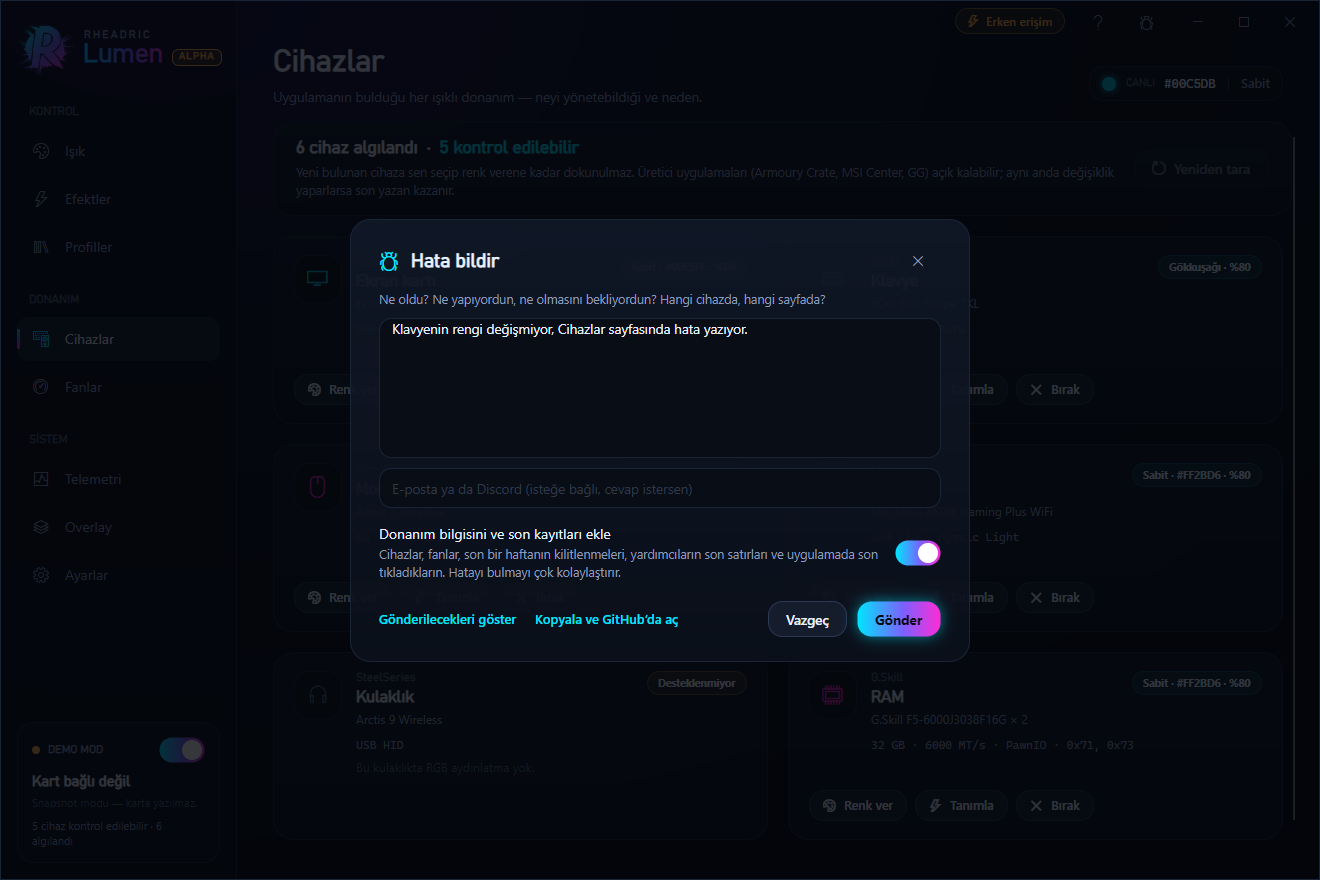 Erken erişim
?
RHEADRIC
Lumen ALPHA
Cihazlar
Uygulamanın bulduğu her ışıklı donanım — neyi yönetebildiği ve neden.
CANLI #00C5DB Sabit
KONTROL
Işık
Efektler
Profiller
DONANIM
Cihazlar
Fanlar
SİSTEM
Telemetri
Overlay
Ayarlar
DEMO MOD
Kart bağlı değil
Snapshot modu — karta yazılmaz.
5 cihaz kontrol edilebilir · 6
algılandı
6 cihaz algılandı · 5 kontrol edilebilir
Yeni bulunan cihaza sen seçip renk verene kadar dokunulmaz. Üretici uygulamaları (Armoury Crate, MSI Center, GG) açık kalabilir; aynı anda değişiklik
yaparlarsa son yazan kazanır.
Yeniden tara
Ekran kartı
Klavye
Gökkuşağı · %80
Bırak
Hata bildir
Ne oldu? Ne yapıyordun, ne olmasını bekliyordun? Hangi cihazda, hangi sayfada?
Klavyenin rengi değişmiyor, Cihazlar sayfasında hata yazıyor.
E-posta ya da Discord (isteğe bağlı, cevap istersen)
Donanım bilgisini ve son kayıtları ekle
Cihazlar, fanlar, son bir haftanın kilitlenmeleri, yardımcıların son satırları ve uygulamada son
tıkladıkların. Hatayı bulmayı çok kolaylaştırır.
Gönderilecekleri göster
Kopyala ve GitHub'da aç
Vazgeç
Gönder
Sabit · #FF2BD6 · %80
Gaming Plus WiFi
Light
Bırak
SteelSeries
Kulaklık
Desteklenmiyor
Arctis 9 Wireless
USB HID
Bu kulaklıkta RGB aydınlatma yok.
G.Skill
RAM
Sabit · #FF2BD6 · %80
G.Skill F5-6000J3038F16G × 2
32 GB · 6000 MT/s · PawnIO · 0x71, 0x73
Renk ver
Tanımla
Bırak